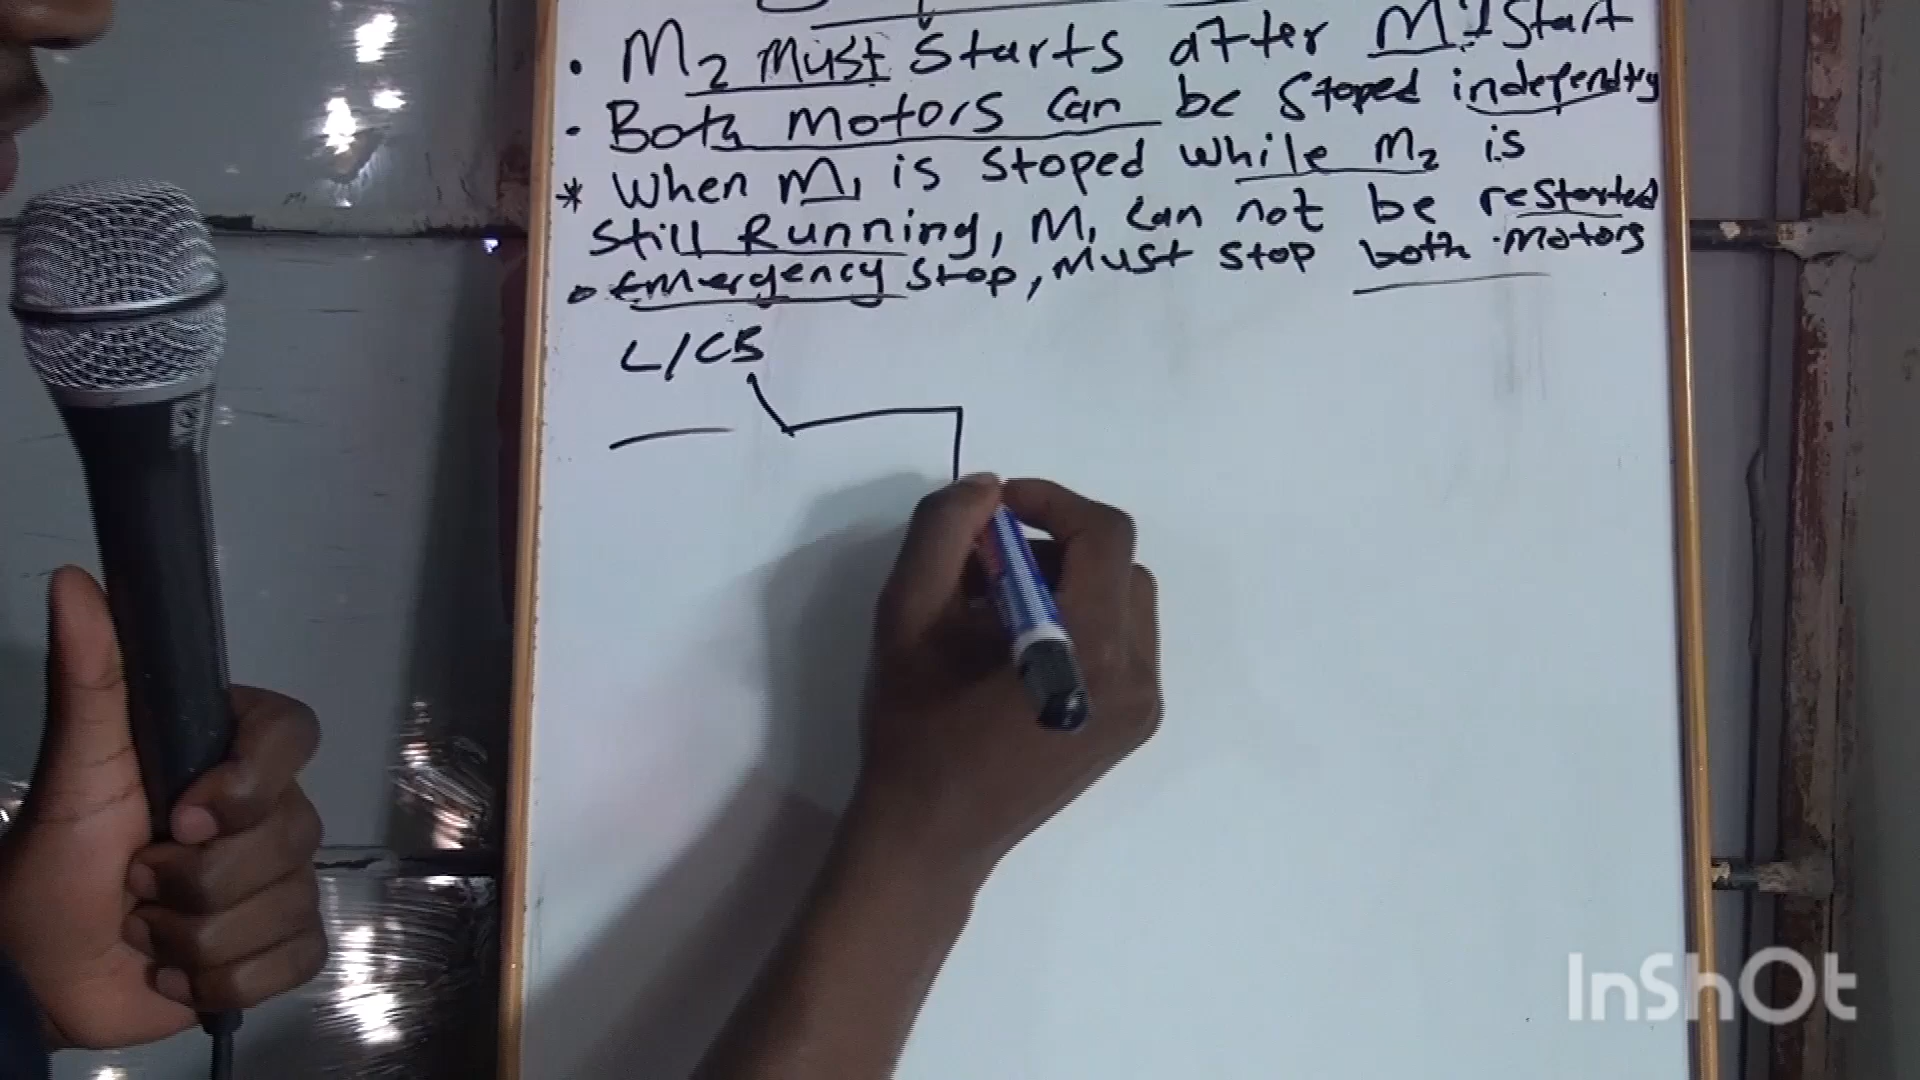 • M2 Must Starts after M1 Start
• Both Motors Can be Stoped independtly
* When M1 is Stoped while M2 is
Still Running, M1 Can not be reStarted
• Emergency Stop, Must Stop both Motors
L/CB
InShOt